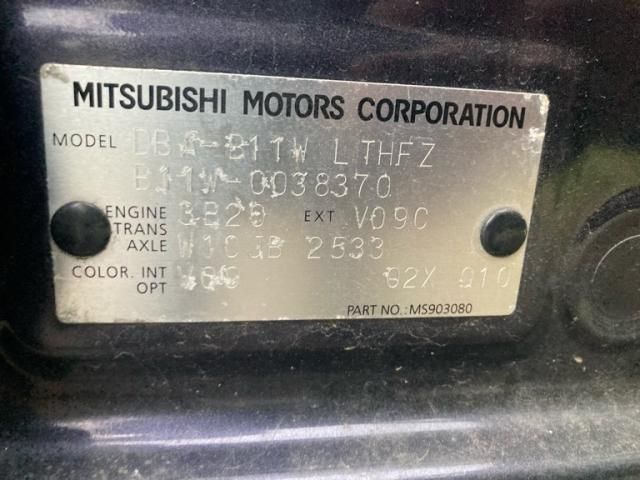 MITSUBISHI MOTORS CORPORATION
MODEL DBA-B11W LTHFZ
B11W-0038370
ENGINE 3B20 EXT V09C
TRANS
AXLE W1CJB 2533
COLOR. INT 02X Q10
OPT
PART NO.: MS903080